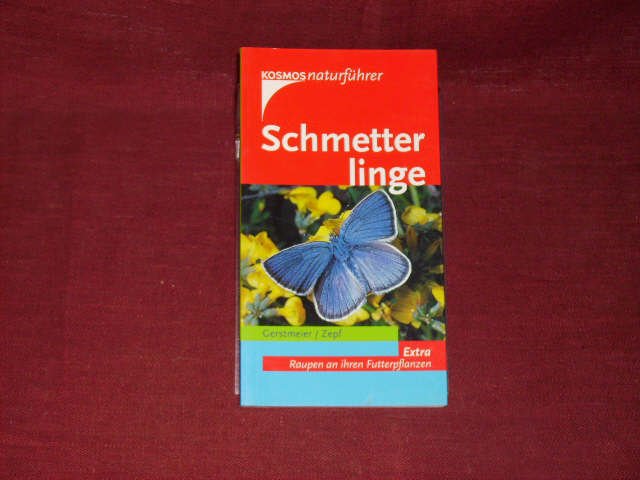 KOSMOS naturführer
Schmetter
linge
Gerstmeier / Zepf
Extra
Raupen an ihren Futterpflanzen